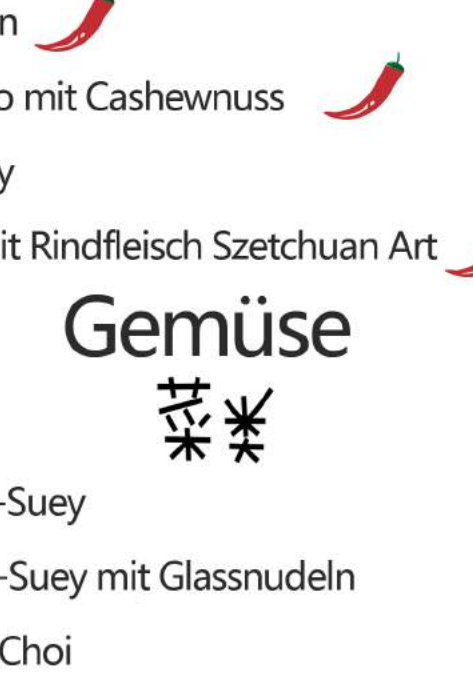 n
o mit Cashewnuss
y
it Rindfleisch Szetchuan Art
Gemüse
菜类
-Suey
-Suey mit Glassnudeln
Choi